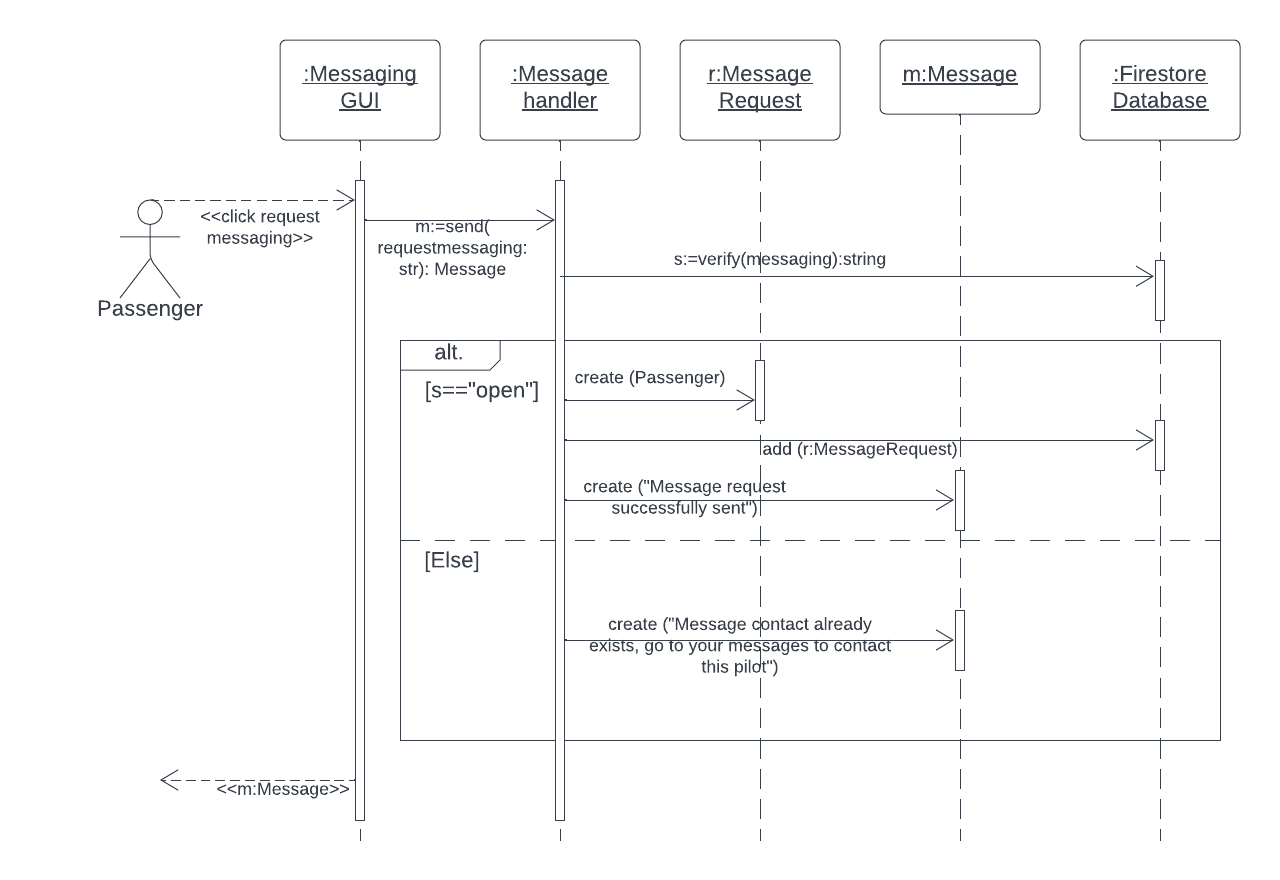 :Messaging
GUI
:Message
handler
r:Message
Request
m:Message
:Firestore
Database
<<click request
messaging>>
Passenger
m:=send(
requestmessaging:
str): Message
s:=verify(messaging):string
alt.
[s=="open"]
create (Passenger)
add (r:MessageRequest)
create ("Message request
successfully sent")
[Else]
create ("Message contact already
exists, go to your messages to contact
this pilot")
<<m:Message>>